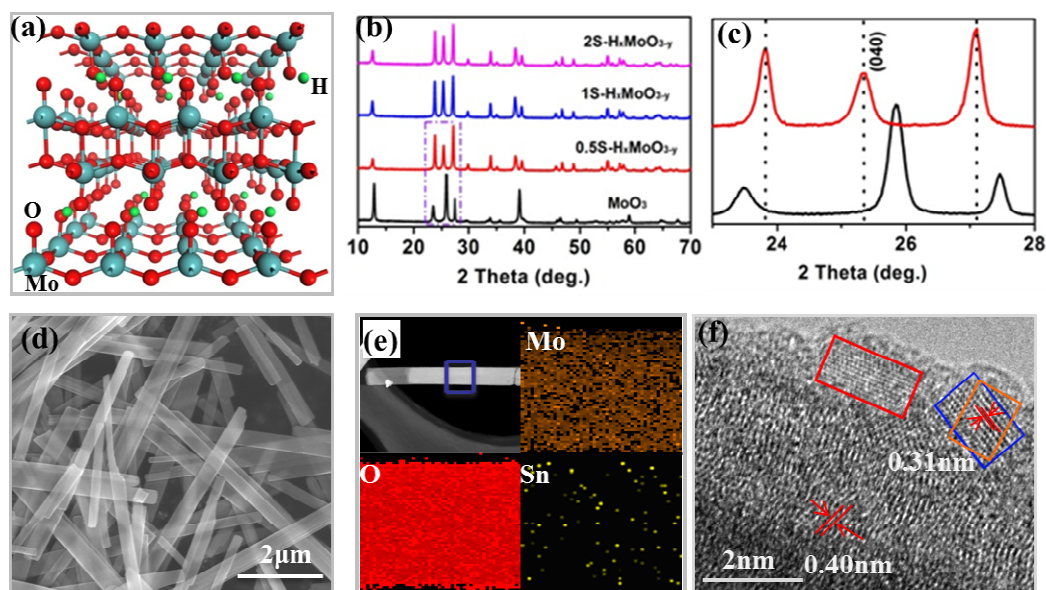 (a)
H
O
Mo
(b)
2S-HₓMoO₃₋ᵧ
1S-HₓMoO₃₋ᵧ
0.5S-HₓMoO₃₋ᵧ
MoO₃
10 20 30 40 50 60 70
2 Theta (deg.)
(c)
(040)
24 26 28
2 Theta (deg.)
(d)
2μm
(e)
Mo
O
Sn
(f)
0.31nm
0.40nm
2nm